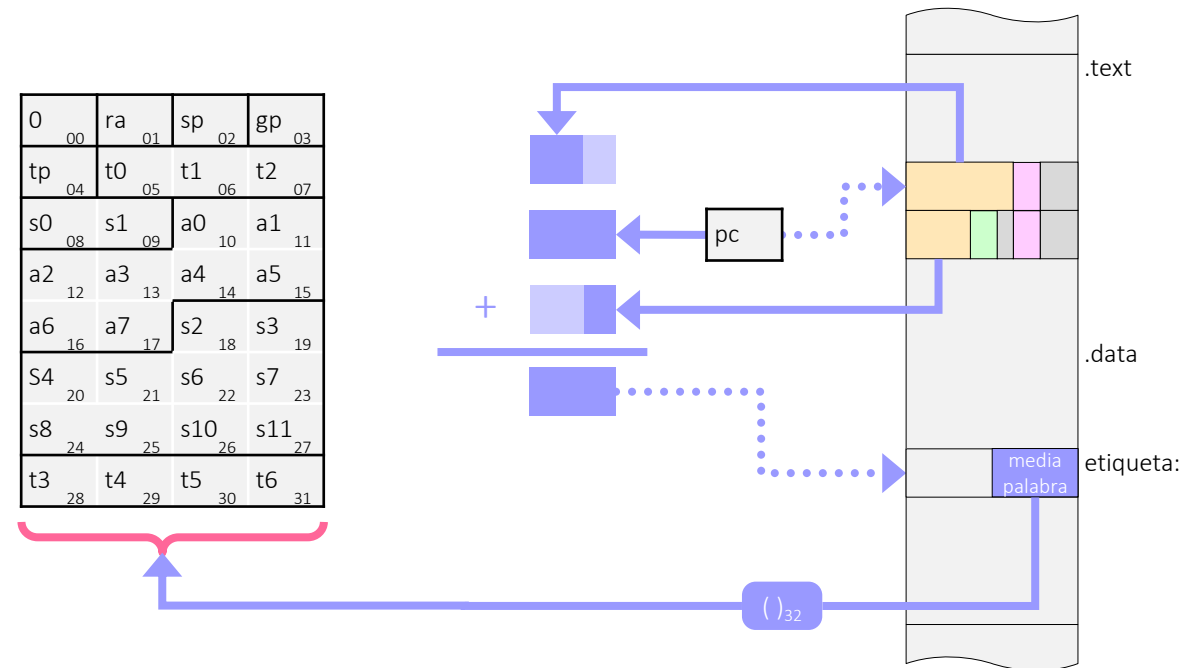 .text
0 00 ra 01 sp 02 gp 03
tp 04 t0 05 t1 06 t2 07
s0 08 s1 09 a0 10 a1 11
a2 12 a3 13 a4 14 a5 15
a6 16 a7 17 s2 18 s3 19
S4 20 s5 21 s6 22 s7 23
s8 24 s9 25 s10 26 s11 27
t3 28 t4 29 t5 30 t6 31
pc
+
.data
media
palabra
etiqueta:
( )32